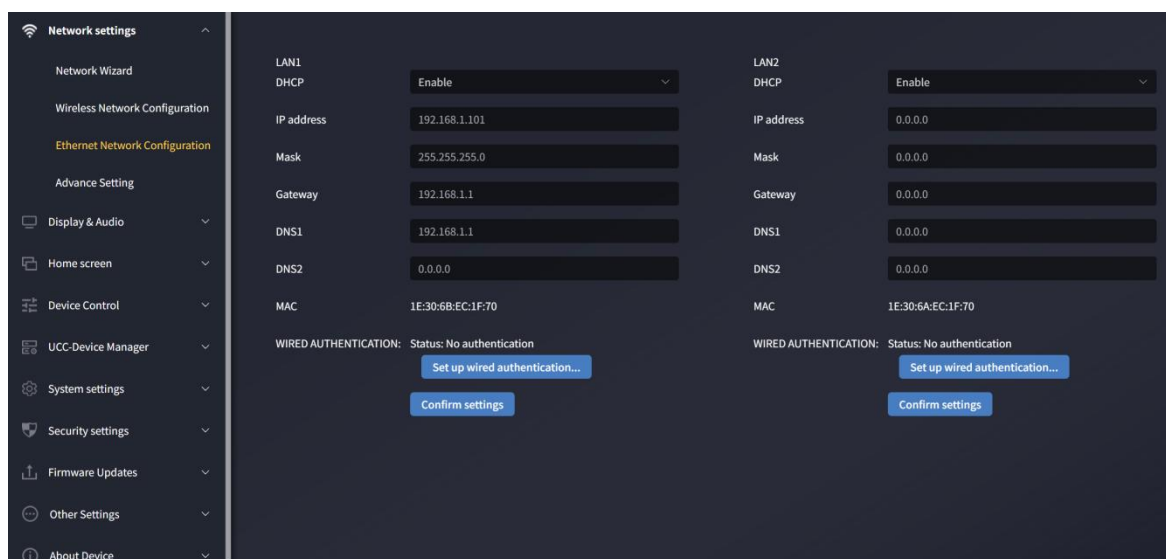 Network settings
Network Wizard
Wireless Network Configuration
Ethernet Network Configuration
Advance Setting
Display & Audio
Home screen
Device Control
UCC-Device Manager
System settings
Security settings
Firmware Updates
Other Settings
About Device
LAN1
DHCP Enable
IP address 192.168.1.101
Mask 255.255.255.0
Gateway 192.168.1.1
DNS1 192.168.1.1
DNS2 0.0.0.0
MAC 1E:30:6B:EC:1F:70
WIRED AUTHENTICATION: Status: No authentication
Set up wired authentication...
Confirm settings
LAN2
DHCP Enable
IP address 0.0.0.0
Mask 0.0.0.0
Gateway 0.0.0.0
DNS1 0.0.0.0
DNS2 0.0.0.0
MAC 1E:30:6A:EC:1F:70
WIRED AUTHENTICATION: Status: No authentication
Set up wired authentication...
Confirm settings